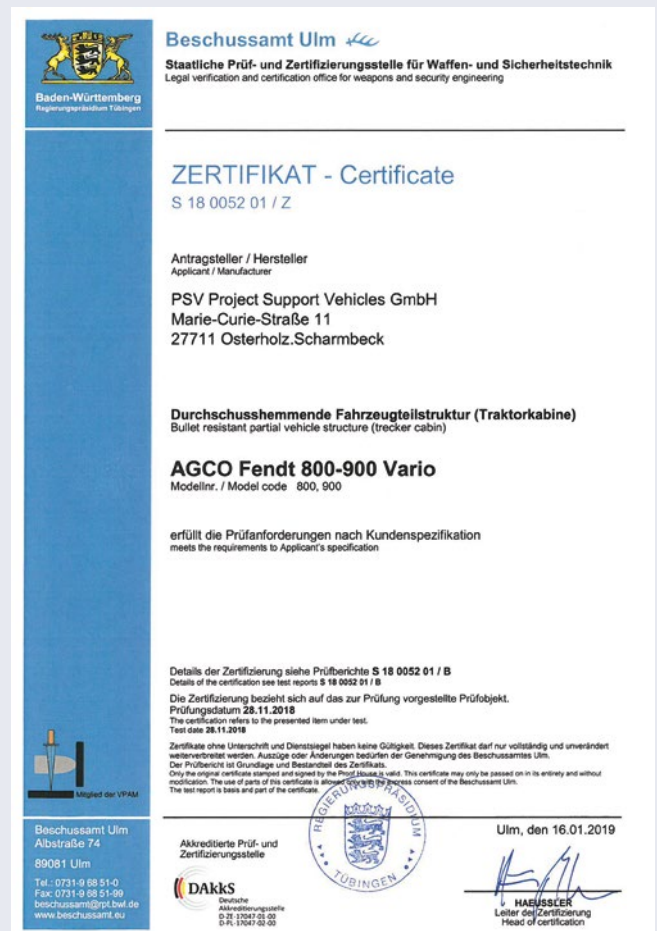 Baden-Württemberg
Regierungspräsidium Tübingen
Beschussamt Ulm
Staatliche Prüf- und Zertifizierungsstelle für Waffen- und Sicherheitstechnik
Legal verification and certification office for weapons and security engineering
ZERTIFIKAT - Certificate
S 18 0052 01 / Z
Antragsteller / Hersteller
Applicant / Manufacturer
PSV Project Support Vehicles GmbH
Marie-Curie-Straße 11
27711 Osterholz.Scharmbeck
Durchschusshemmende Fahrzeugteilstruktur (Traktorkabine)
Bullet resistant partial vehicle structure (trecker cabin)
AGCO Fendt 800-900 Vario
Modellnr. / Model code 800, 900
erfüllt die Prüfanforderungen nach Kundenspezifikation
meets the requirements to Applicant's specification
Details der Zertifizierung siehe Prüfberichte S 18 0052 01 / B
Details of the certification see test reports S 18 0052 01 / B
Die Zertifizierung bezieht sich auf das zur Prüfung vorgestellte Prüfobjekt.
Prüfungsdatum 28.11.2018
The certification refers to the presented item under test.
Test date 28.11.2018
Zertifikate ohne Unterschrift und Dienstsiegel haben keine Gültigkeit. Dieses Zertifikat darf nur vollständig und unverändert
weiterverbreitet werden. Auszüge oder Änderungen bedürfen der Genehmigung des Beschussamtes Ulm.
Der Prüfbericht ist Grundlage und Bestandteil des Zertifikats.
Only the original certificate stamped and signed by the Proof House is valid. This certificate may only be passed on in its entirety and without
modification. The use of parts of this certificate is allowed only with the express consent of the Beschussamt Ulm.
The test report is basis and part of the certificate.
Mitglied der VPAM
Beschussamt Ulm
Albstraße 74
89081 Ulm
Tel.: 0731-9 68 51-0
Fax: 0731-9 68 51-99
beschussamt@rpt.bwl.de
www.beschussamt.eu
Akkreditierte Prüf- und
Zertifizierungsstelle
DAkkS
Deutsche
Akkreditierungsstelle
D-ZE-17047-01-00
D-PL-17047-02-00
REGIERUNGSPRÄSIDIUM
TÜBINGEN
Ulm, den 16.01.2019
HAEUSSLER
Leiter der Zertifizierung
Head of certification